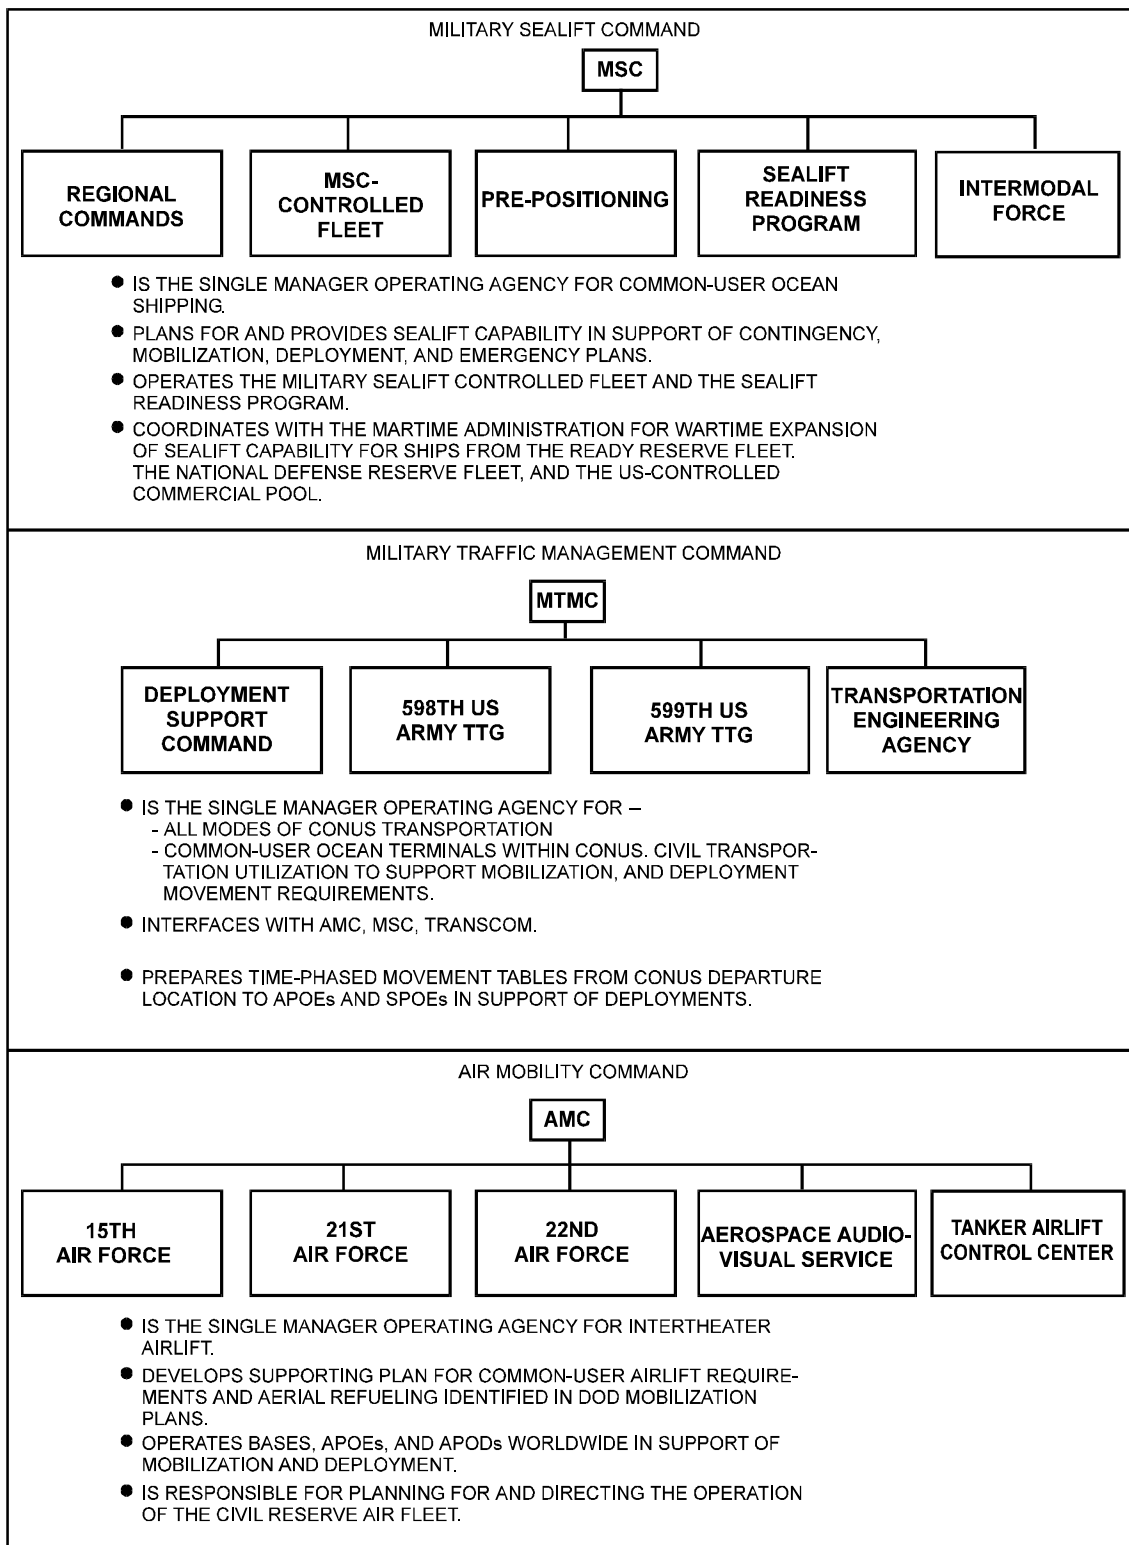 MILITARY SEALIFT COMMAND
MSC
REGIONAL
COMMANDS
MSC-
CONTROLLED
FLEET
PRE-POSITIONING
SEALIFT
READINESS
PROGRAM
INTERMODAL
FORCE
● IS THE SINGLE MANAGER OPERATING AGENCY FOR COMMON-USER OCEAN
SHIPPING.
● PLANS FOR AND PROVIDES SEALIFT CAPABILITY IN SUPPORT OF CONTINGENCY,
MOBILIZATION, DEPLOYMENT, AND EMERGENCY PLANS.
● OPERATES THE MILITARY SEALIFT CONTROLLED FLEET AND THE SEALIFT
READINESS PROGRAM.
● COORDINATES WITH THE MARTIME ADMINISTRATION FOR WARTIME EXPANSION
OF SEALIFT CAPABILITY FOR SHIPS FROM THE READY RESERVE FLEET.
THE NATIONAL DEFENSE RESERVE FLEET, AND THE US-CONTROLLED
COMMERCIAL POOL.
MILITARY TRAFFIC MANAGEMENT COMMAND
MTMC
DEPLOYMENT
SUPPORT
COMMAND
598TH US
ARMY TTG
599TH US
ARMY TTG
TRANSPORTATION
ENGINEERING
AGENCY
● IS THE SINGLE MANAGER OPERATING AGENCY FOR –
- ALL MODES OF CONUS TRANSPORTATION
- COMMON-USER OCEAN TERMINALS WITHIN CONUS. CIVIL TRANSPOR-
TATION UTILIZATION TO SUPPORT MOBILIZATION, AND DEPLOYMENT
MOVEMENT REQUIREMENTS.
● INTERFACES WITH AMC, MSC, TRANSCOM.
● PREPARES TIME-PHASED MOVEMENT TABLES FROM CONUS DEPARTURE
LOCATION TO APOEs AND SPOEs IN SUPPORT OF DEPLOYMENTS.
AIR MOBILITY COMMAND
AMC
15TH
AIR FORCE
21ST
AIR FORCE
22ND
AIR FORCE
AEROSPACE AUDIO-
VISUAL SERVICE
TANKER AIRLIFT
CONTROL CENTER
● IS THE SINGLE MANAGER OPERATING AGENCY FOR INTERTHEATER
AIRLIFT.
● DEVELOPS SUPPORTING PLAN FOR COMMON-USER AIRLIFT REQUIRE-
MENTS AND AERIAL REFUELING IDENTIFIED IN DOD MOBILIZATION
PLANS.
● OPERATES BASES, APOEs, AND APODs WORLDWIDE IN SUPPORT OF
MOBILIZATION AND DEPLOYMENT.
● IS RESPONSIBLE FOR PLANNING FOR AND DIRECTING THE OPERATION
OF THE CIVIL RESERVE AIR FLEET.